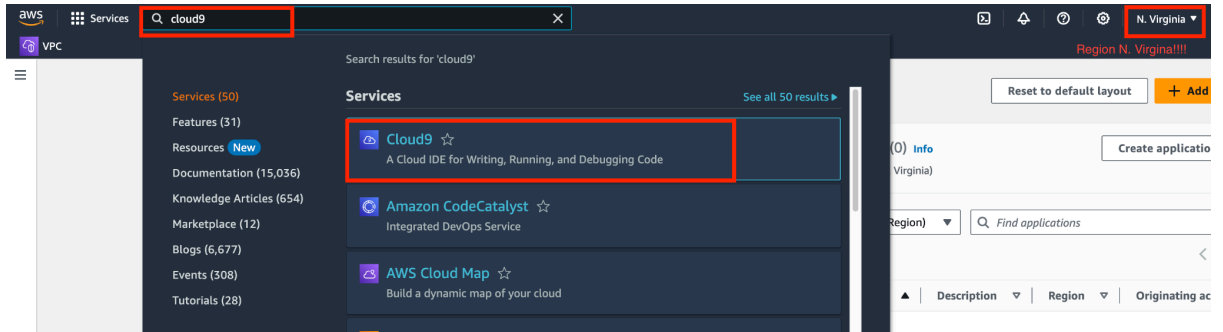 aws
Services
cloud9
N. Virginia
VPC
Region N. Virgina!!!!
Search results for 'cloud9'
Services (50)
Features (31)
Resources New
Documentation (15,036)
Knowledge Articles (654)
Marketplace (12)
Blogs (6,677)
Events (308)
Tutorials (28)
Services
See all 50 results
Cloud9
A Cloud IDE for Writing, Running, and Debugging Code
Amazon CodeCatalyst
Integrated DevOps Service
AWS Cloud Map
Build a dynamic map of your cloud
Reset to default layout
+ Add
(0) Info
Create applicatio
Virginia)
Region)
Find applications
Description
Region
Originating ac